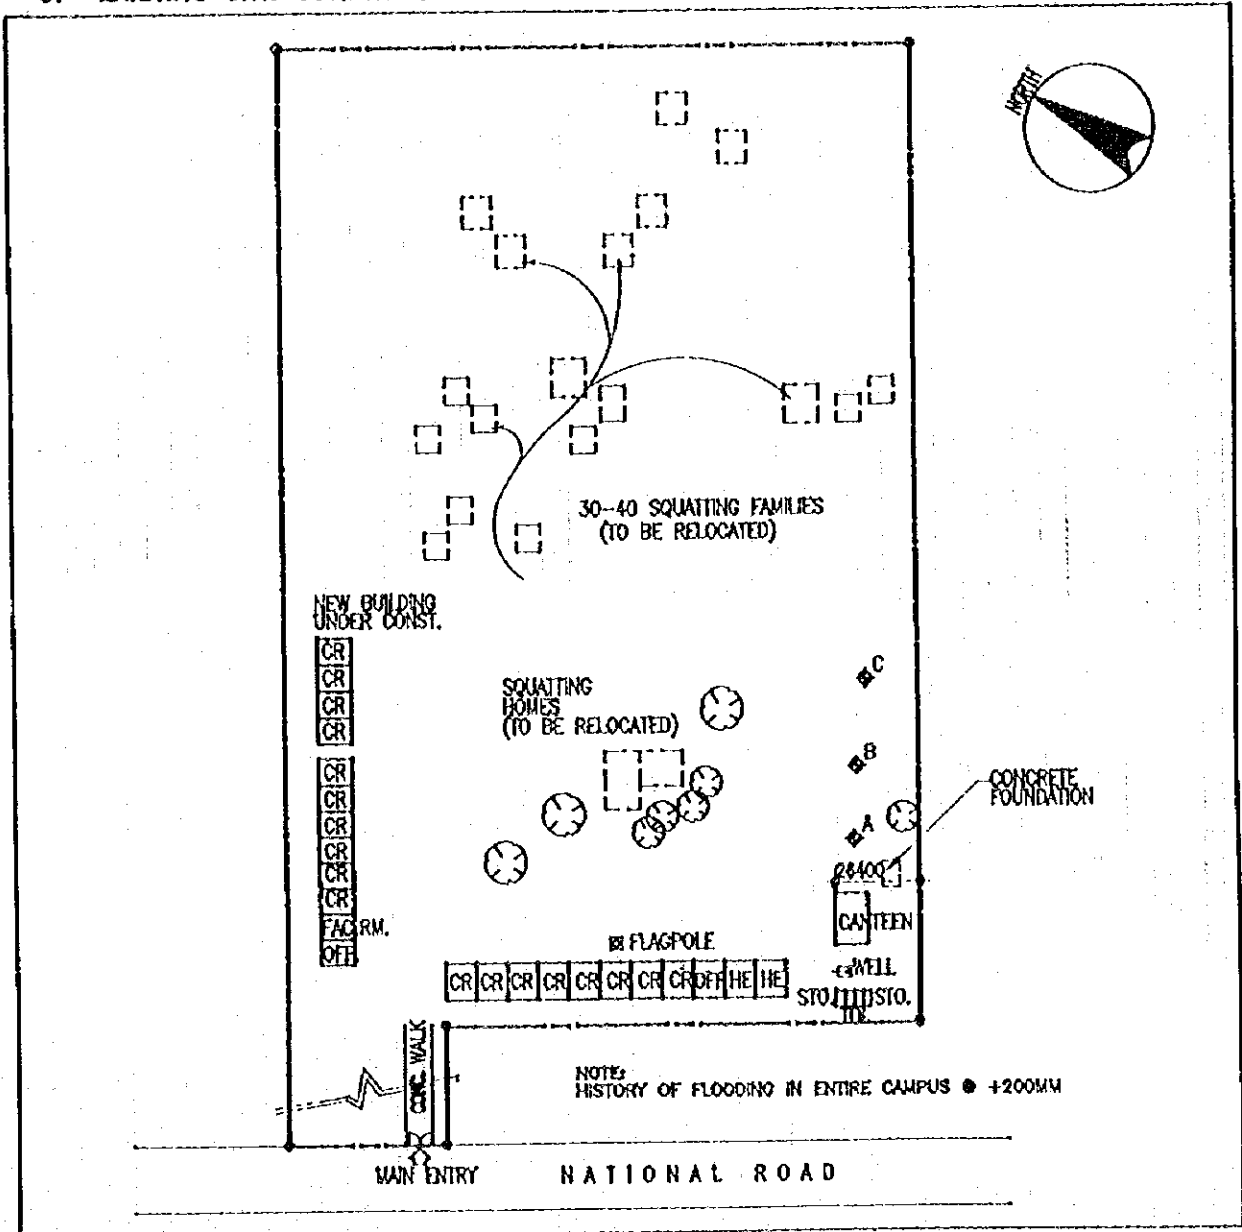 NORTH
30-40 SQUATTING FAMILIES
(TO BE RELOCATED)
NEW BUILDING
UNDER CONST.
CR
CR
CR
CR
CR
CR
CR
CR
CR
CR
FAC. RM.
OFF.
SQUATTING
HOMES
(TO BE RELOCATED)
C
B
A
CONCRETE
FOUNDATION
26400
CANTEEN
FLAGPOLE
CR CR CR CR CR CR CR CR OFF HE HE
WELL
STO. STO.
CONC. WALK
NOTE:
HISTORY OF FLOODING IN ENTIRE CAMPUS @ +200MM
MAIN ENTRY
NATIONAL ROAD